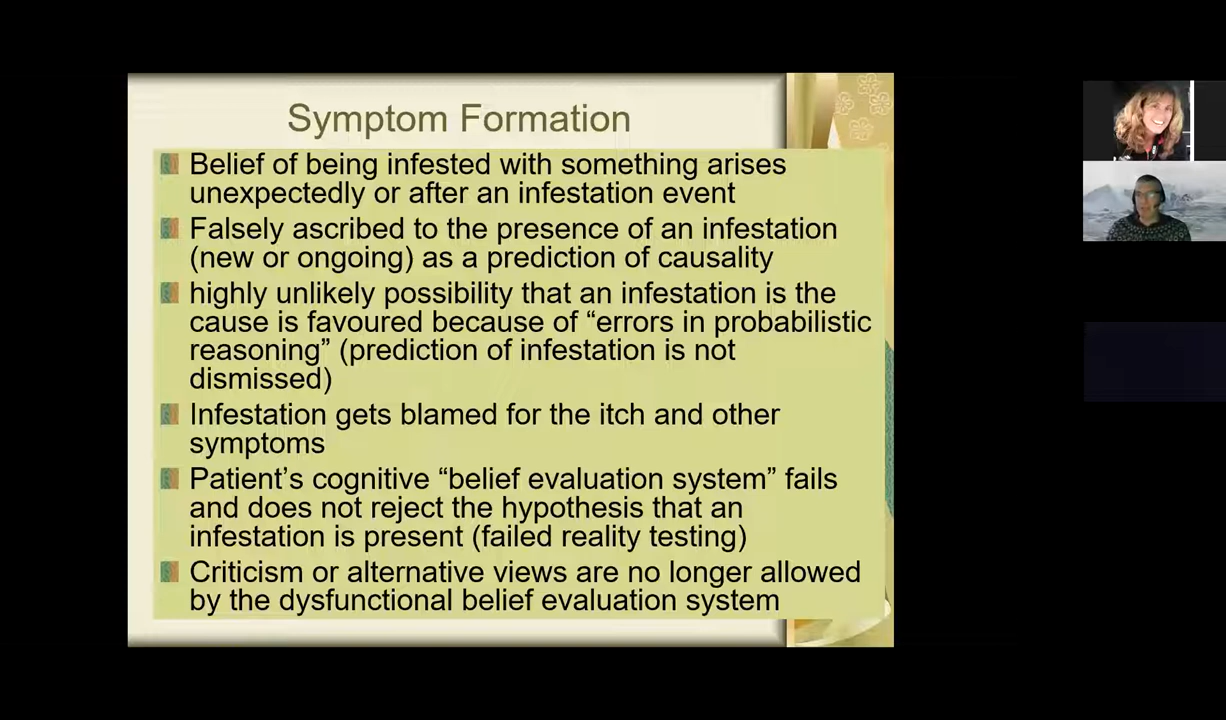 Symptom Formation
Belief of being infested with something arises
unexpectedly or after an infestation event
Falsely ascribed to the presence of an infestation
(new or ongoing) as a prediction of causality
highly unlikely possibility that an infestation is the
cause is favoured because of “errors in probabilistic
reasoning” (prediction of infestation is not
dismissed)
Infestation gets blamed for the itch and other
symptoms
Patient’s cognitive “belief evaluation system” fails
and does not reject the hypothesis that an
infestation is present (failed reality testing)
Criticism or alternative views are no longer allowed
by the dysfunctional belief evaluation system